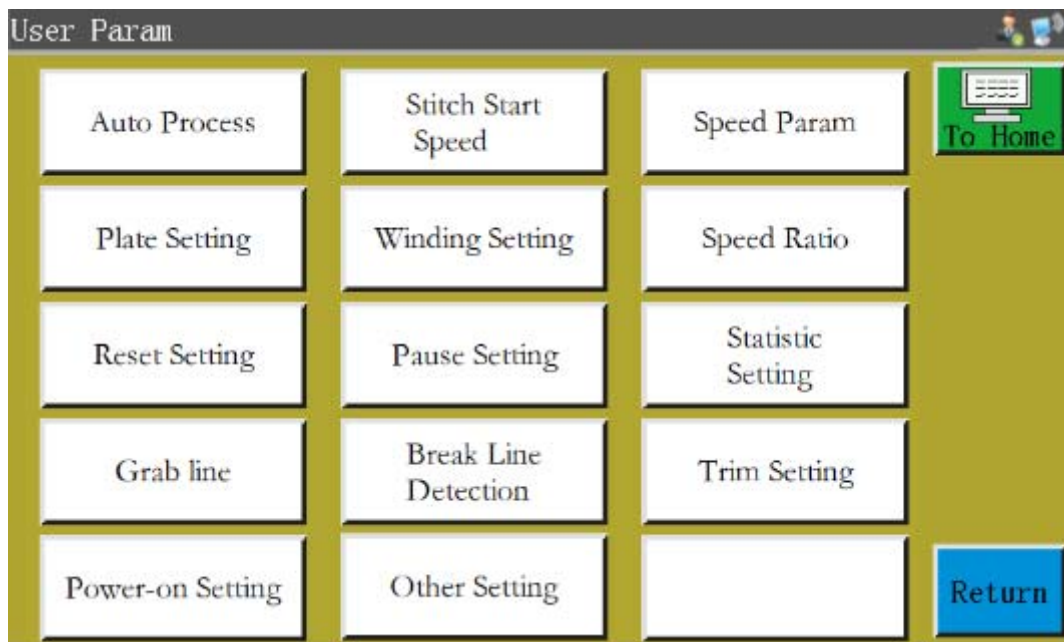 User Param
Auto Process
Stitch Start
Speed
Speed Param
To Home
Plate Setting
Winding Setting
Speed Ratio
Reset Setting
Pause Setting
Statistic
Setting
Grab line
Break Line
Detection
Trim Setting
Power-on Setting
Other Setting
Return